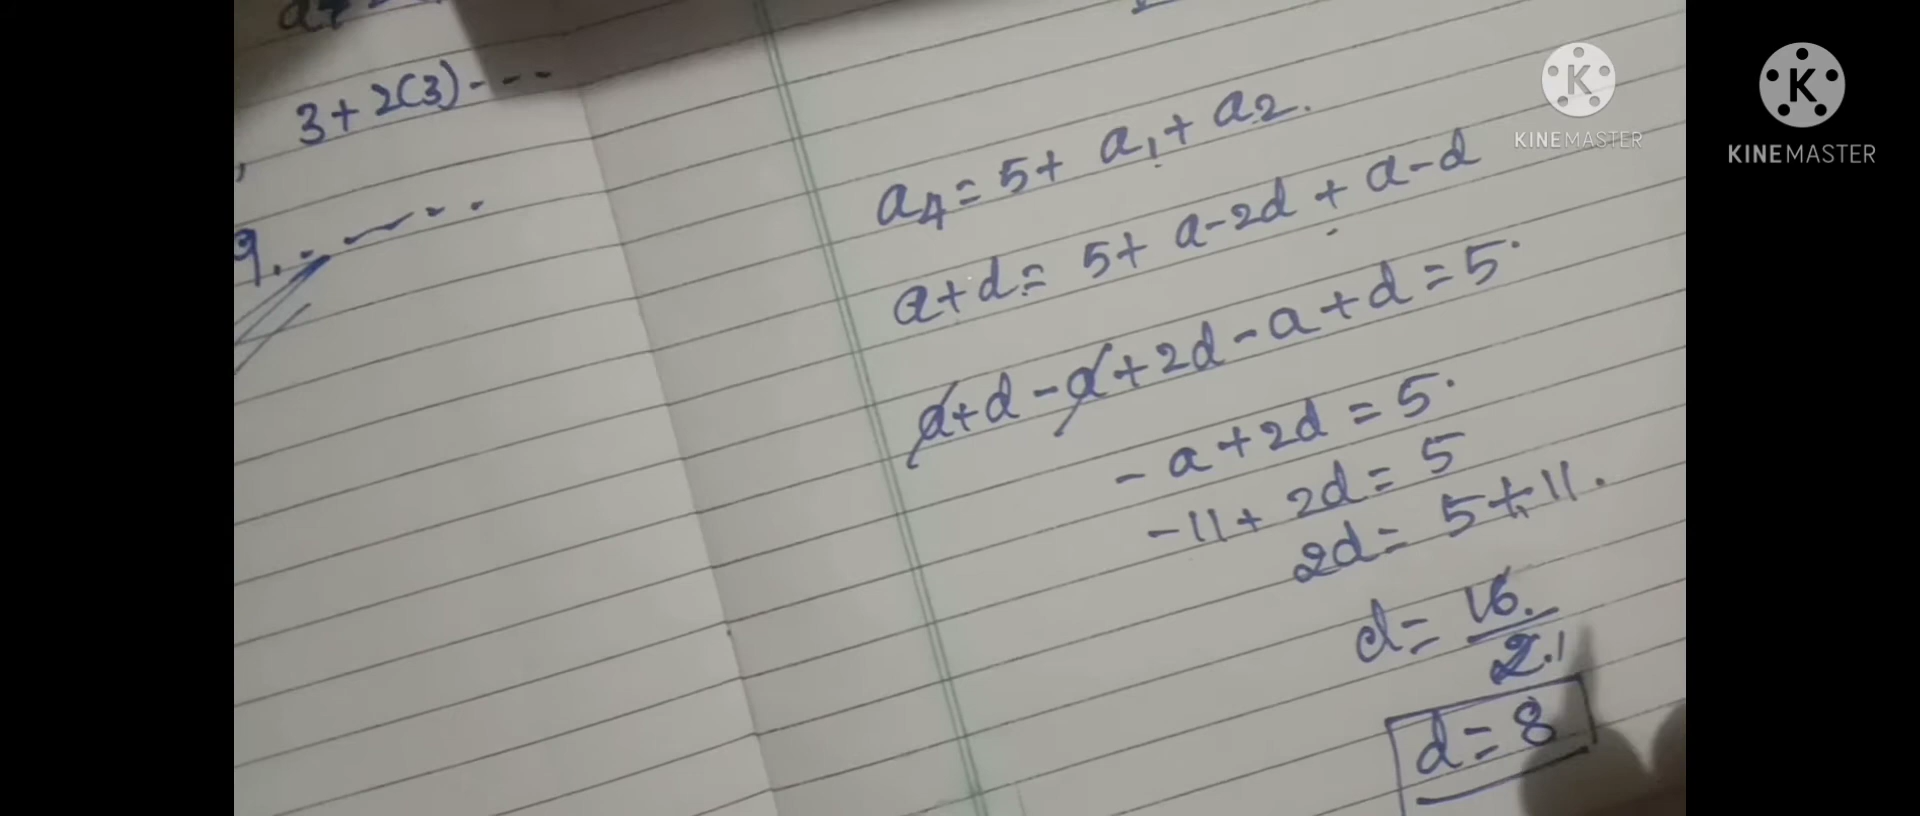 3 + 2(3) - - -
9. . - - - .
a4 = 5 + a1 + a2.
a + d = 5 + a - 2d + a - d
a + d - a + 2d - a + d = 5.
- a + 2d = 5.
- 11 + 2d = 5
2d = 5 + 11.
d = 16/2
d = 8
KINEMASTER
KINEMASTER